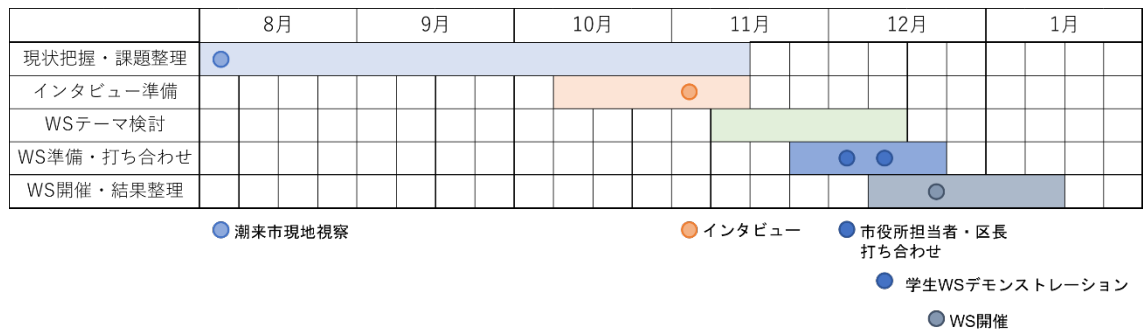 8月 9月 10月 11月 12月 1月
現状把握・課題整理
インタビュー準備
WSテーマ検討
WS準備・打ち合わせ
WS開催・結果整理
潮来市現地視察
インタビュー
市役所担当者・区長
打ち合わせ
学生WSデモンストレーション
WS開催